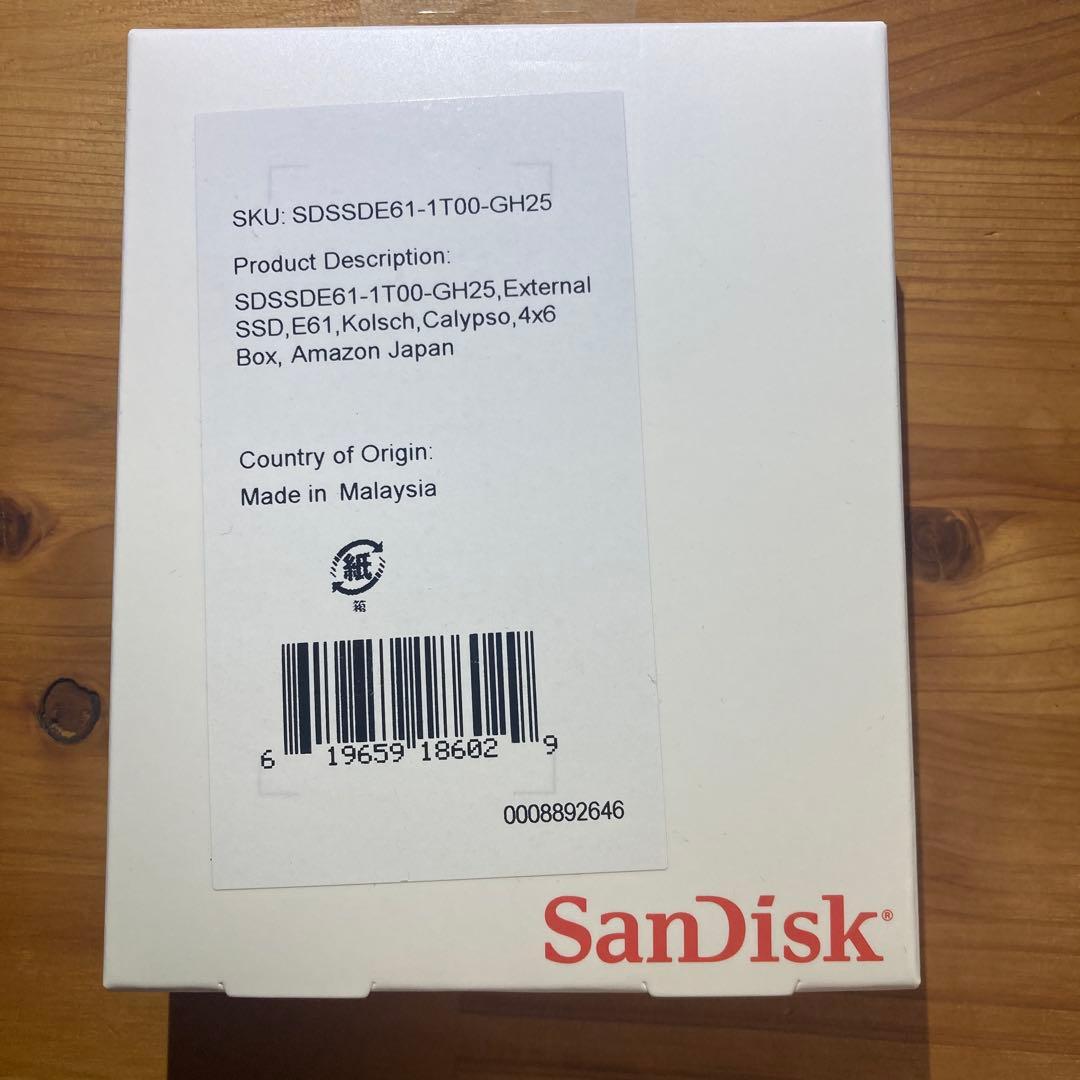 SKU: SDSSDE61-1T00-GH25
Product Description:
SDSSDE61-1T00-GH25,External
SSD,E61,Kolsch,Calypso,4x6
Box, Amazon Japan
Country of Origin:
Made in Malaysia
紙
箱
6 19659 18602 9
0008892646
SanDisk®